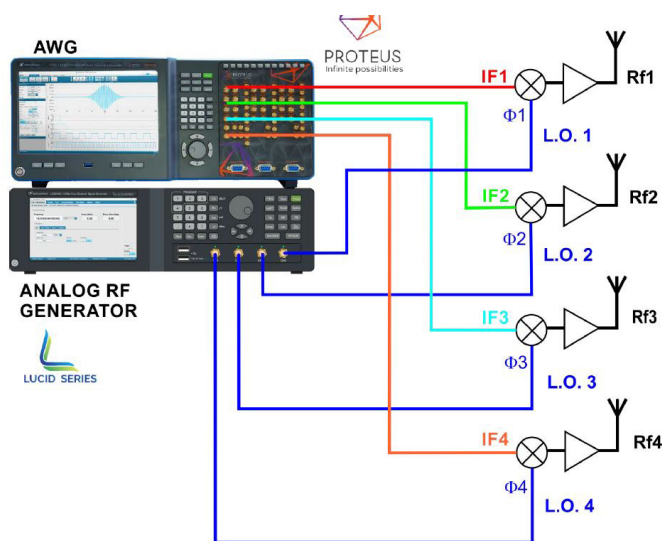 AWG
PROTEUS
Infinite possibilities
IF1
Φ1
L.O. 1
Rf1
IF2
Φ2
L.O. 2
Rf2
ANALOG RF
GENERATOR
LUCID SERIES
IF3
Φ3
L.O. 3
Rf3
IF4
Φ4
L.O. 4
Rf4